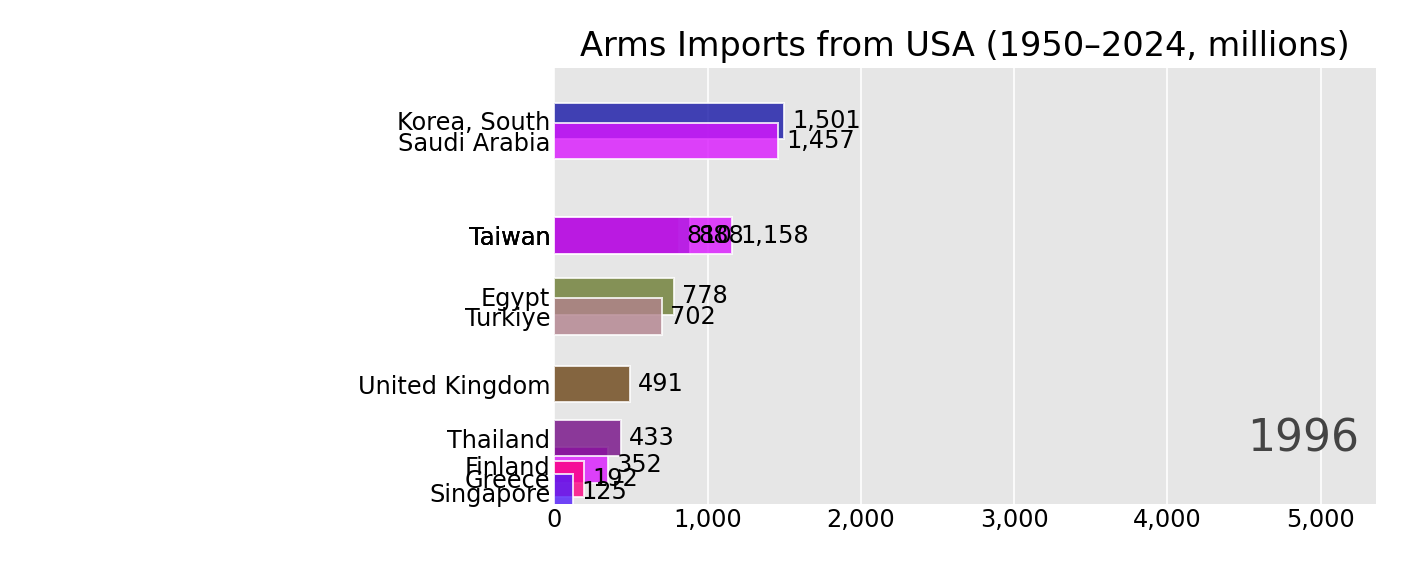 Arms Imports from USA (1950–2024, millions)
Korea, South 1,501
Saudi Arabia 1,457
Taiwan 1,158
Egypt 778
Turkiye 702
United Kingdom 491
Thailand 433
Finland 352
Greece 192
Singapore 125
1996
0 1,000 2,000 3,000 4,000 5,000